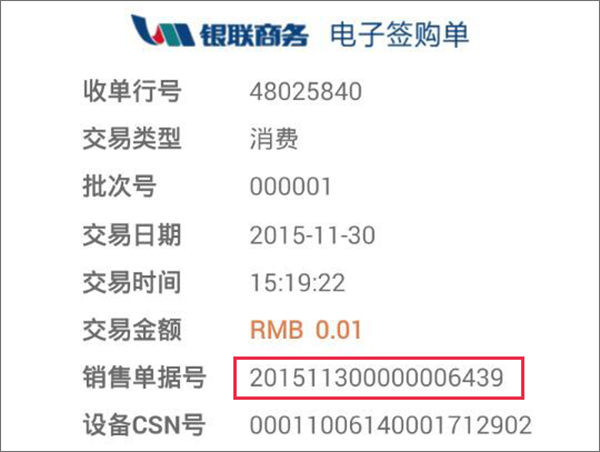 银联商务 电子签购单
收单行号 48025840
交易类型 消费
批次号 000001
交易日期 2015-11-30
交易时间 15:19:22
交易金额 RMB 0.01
销售单据号 201511300000006439
设备CSN号 00011006140001712902